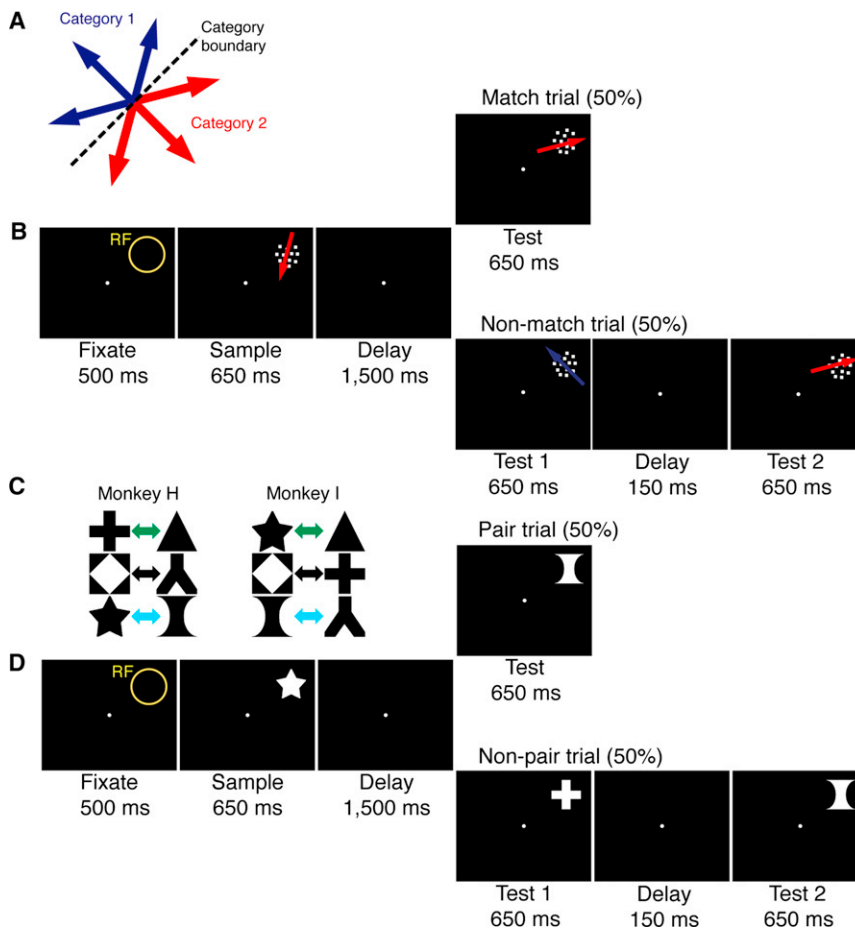 A
Category 1
Category
boundary
Category 2
Match trial (50%)
Test
650 ms
B
RF
Fixate
500 ms
Sample
650 ms
Delay
1,500 ms
Non-match trial (50%)
Test 1
650 ms
Delay
150 ms
Test 2
650 ms
C
Monkey H
Monkey I
Pair trial (50%)
Test
650 ms
D
RF
Fixate
500 ms
Sample
650 ms
Delay
1,500 ms
Non-pair trial (50%)
Test 1
650 ms
Delay
150 ms
Test 2
650 ms